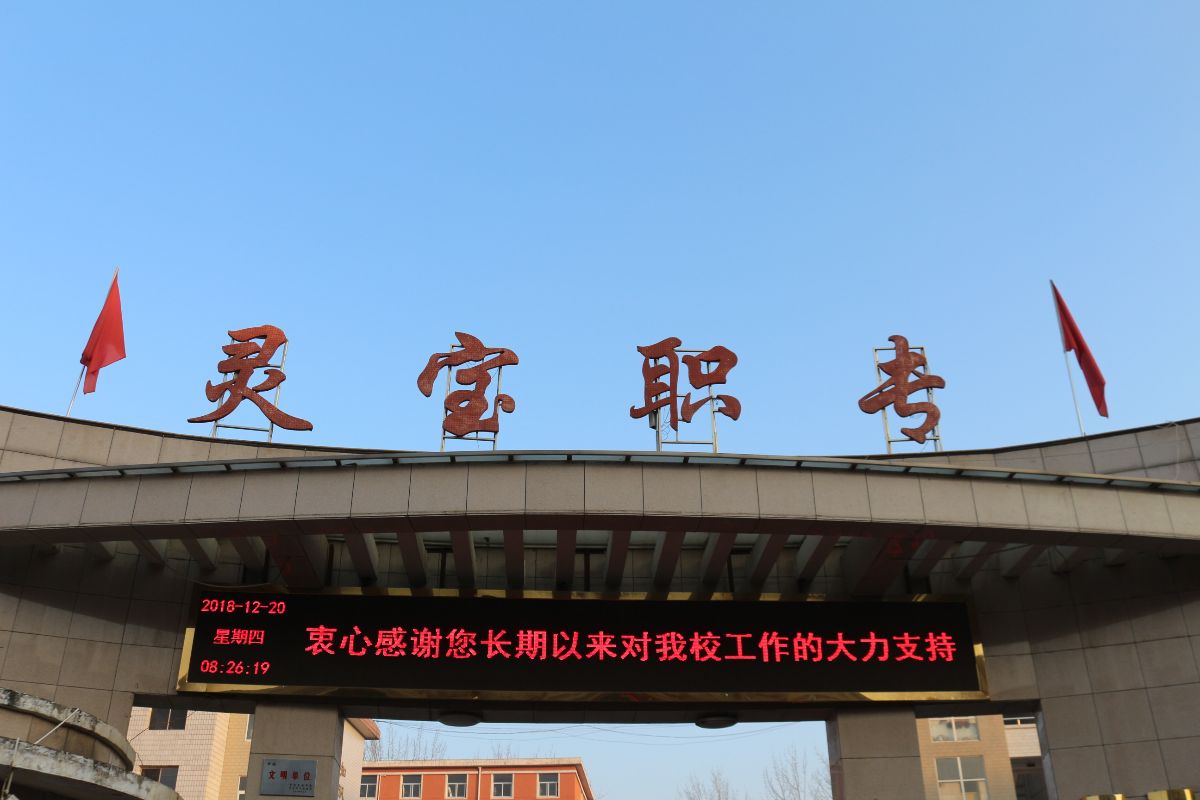 灵宝职专
2018-12-20
星期四
08:26:19
衷心感谢您长期以来对我校工作的大力支持
文明单位